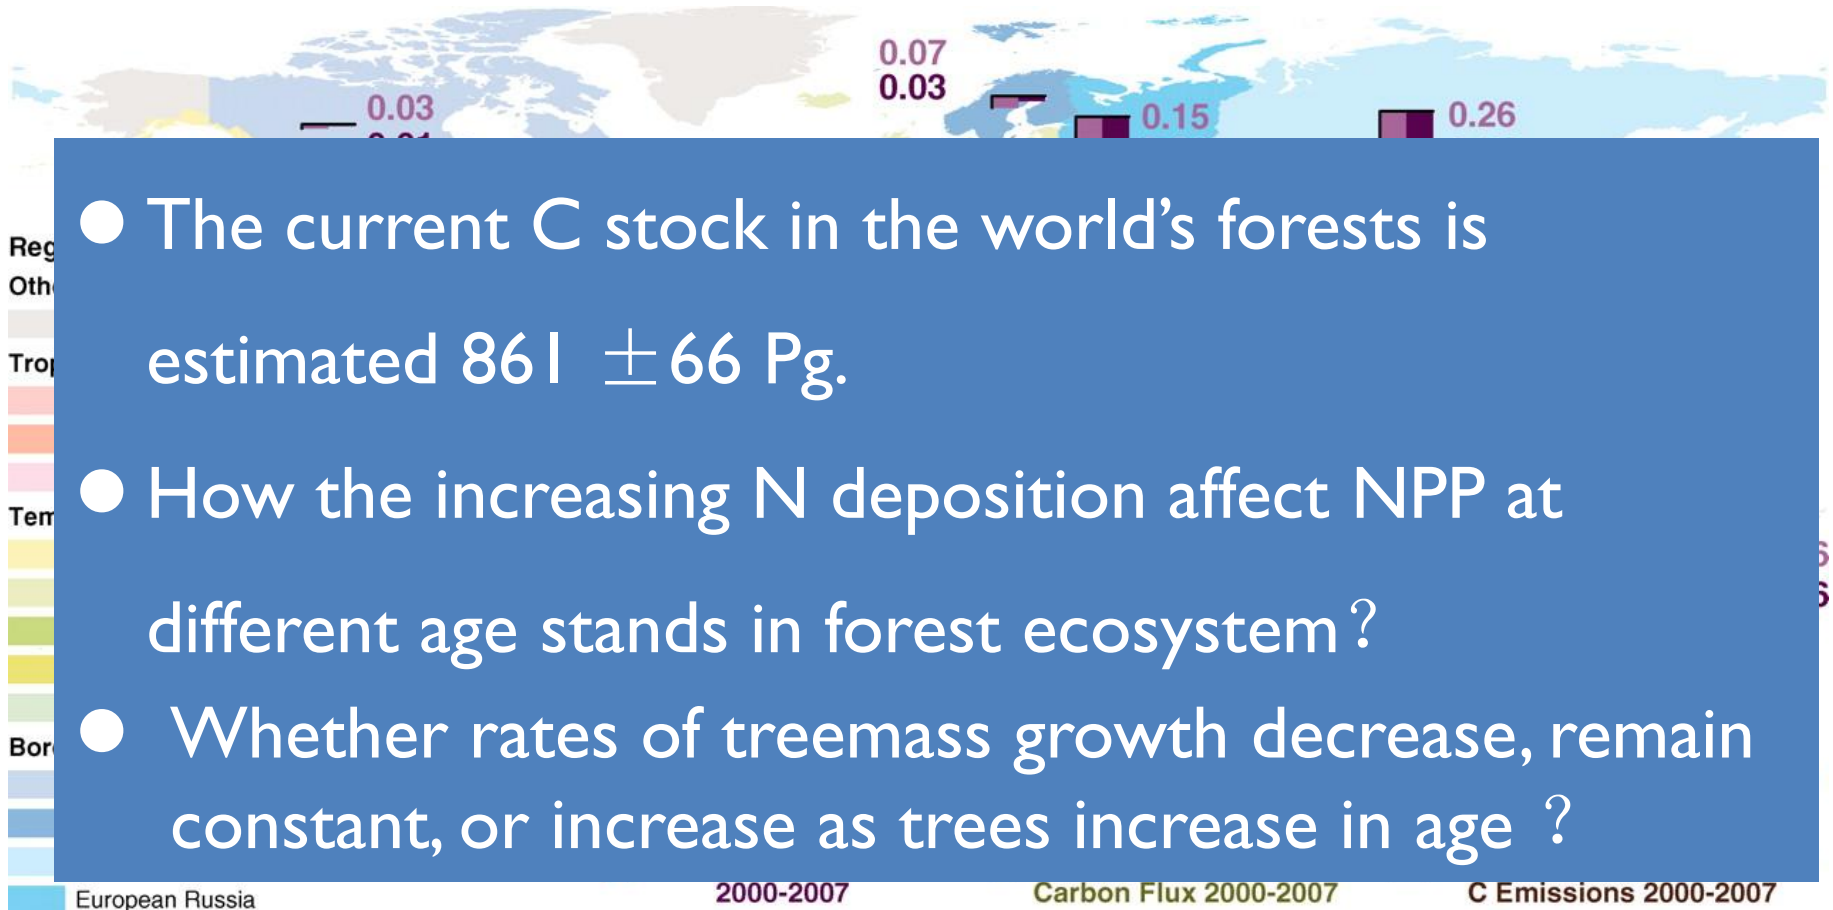 0.07
0.03
0.03
0.15
0.26
● The current C stock in the world’s forests is
estimated 861 ±66 Pg.
● How the increasing N deposition affect NPP at
different age stands in forest ecosystem？
● Whether rates of treemass growth decrease, remain
constant, or increase as trees increase in age ？
European Russia
2000-2007
Carbon Flux 2000-2007
C Emissions 2000-2007